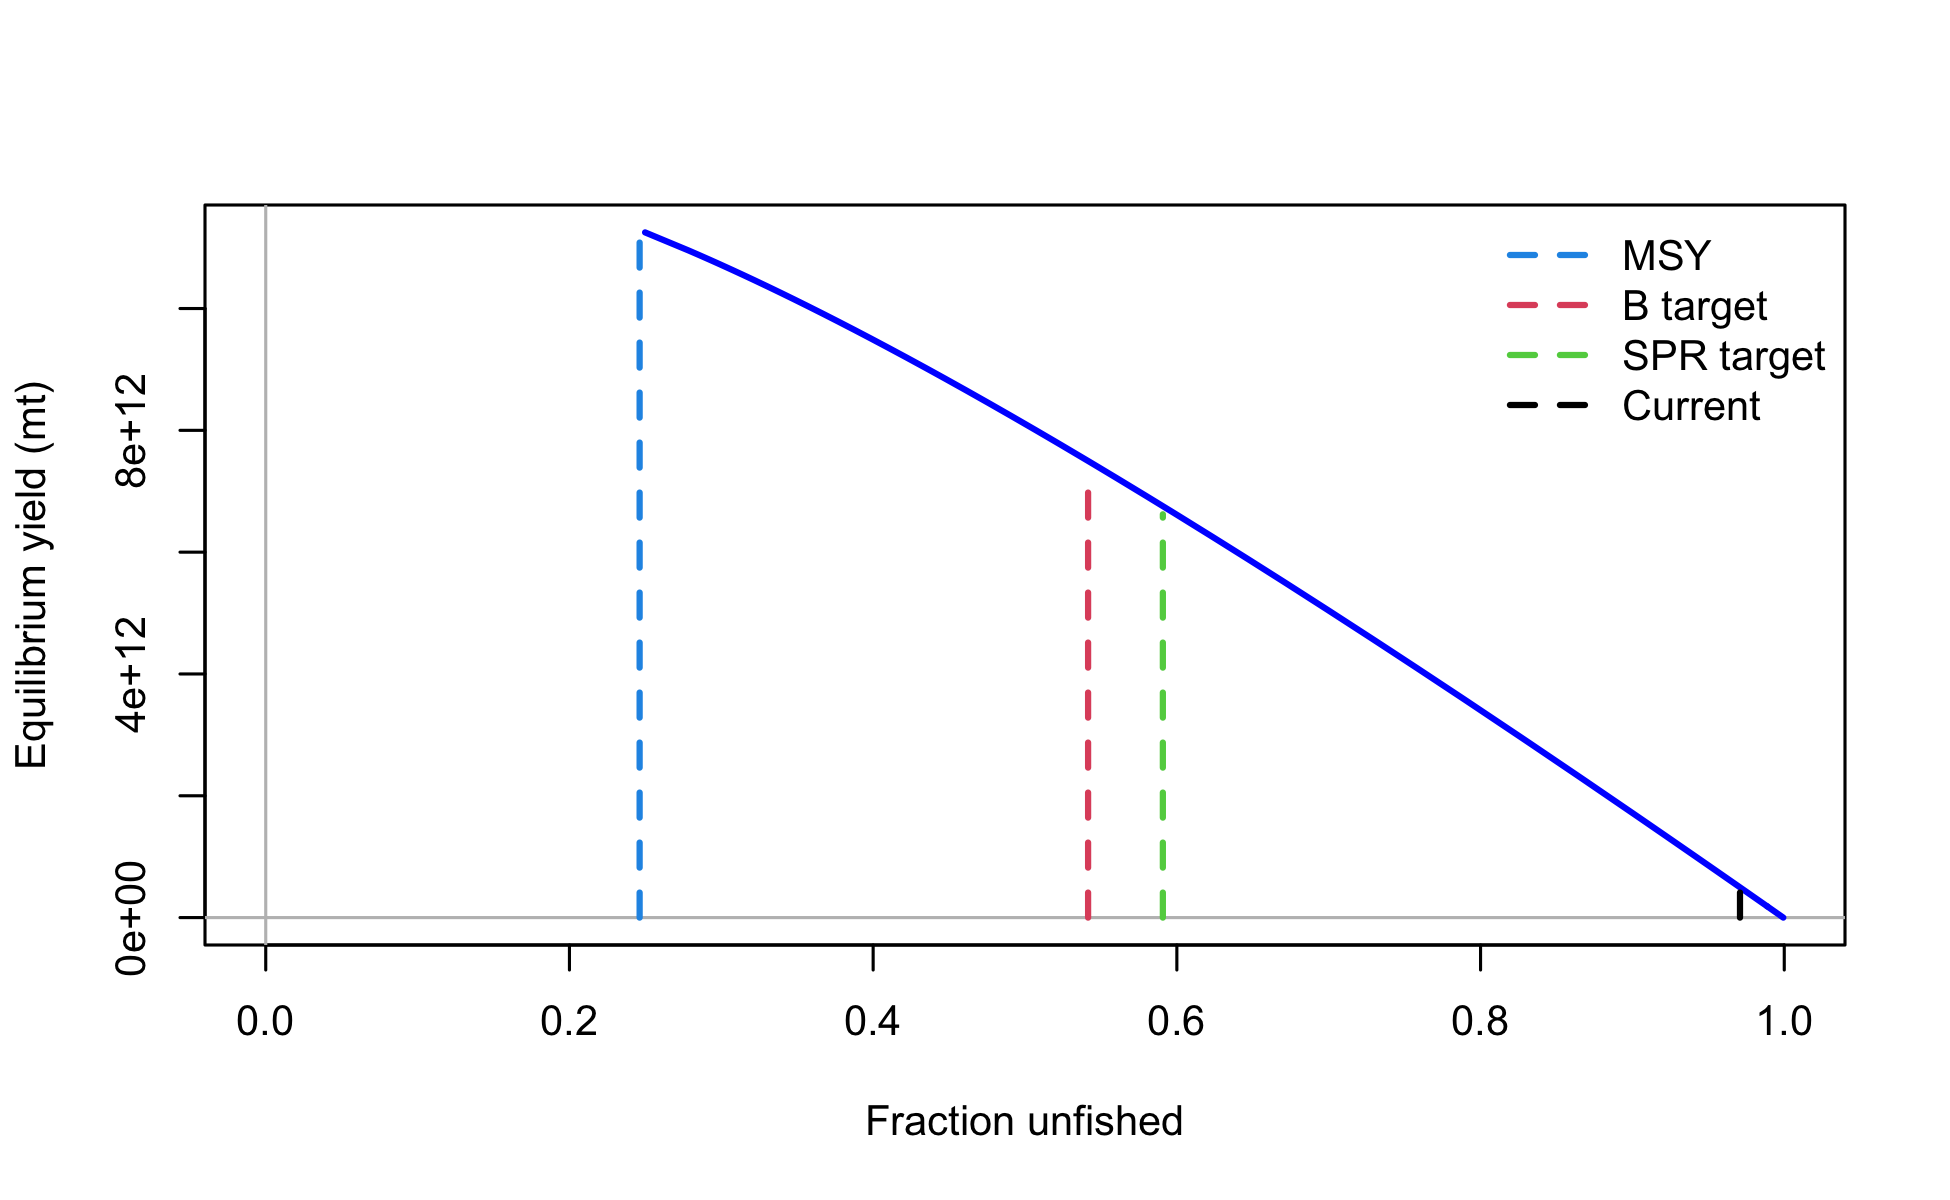 MSY
B target
SPR target
Current
Equilibrium yield (mt)
8e+12
4e+12
0e+00
0.0 0.2 0.4 0.6 0.8 1.0
Fraction unfished